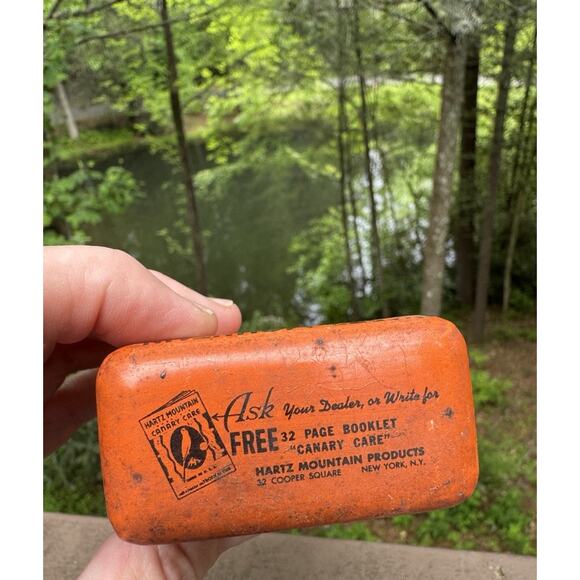 HARTZ MOUNTAIN
CANARY CARE
Ask Your Dealer, or Write for
FREE 32 PAGE BOOKLET
"CANARY CARE"
HARTZ MOUNTAIN PRODUCTS
32 COOPER SQUARE NEW YORK, N.Y.